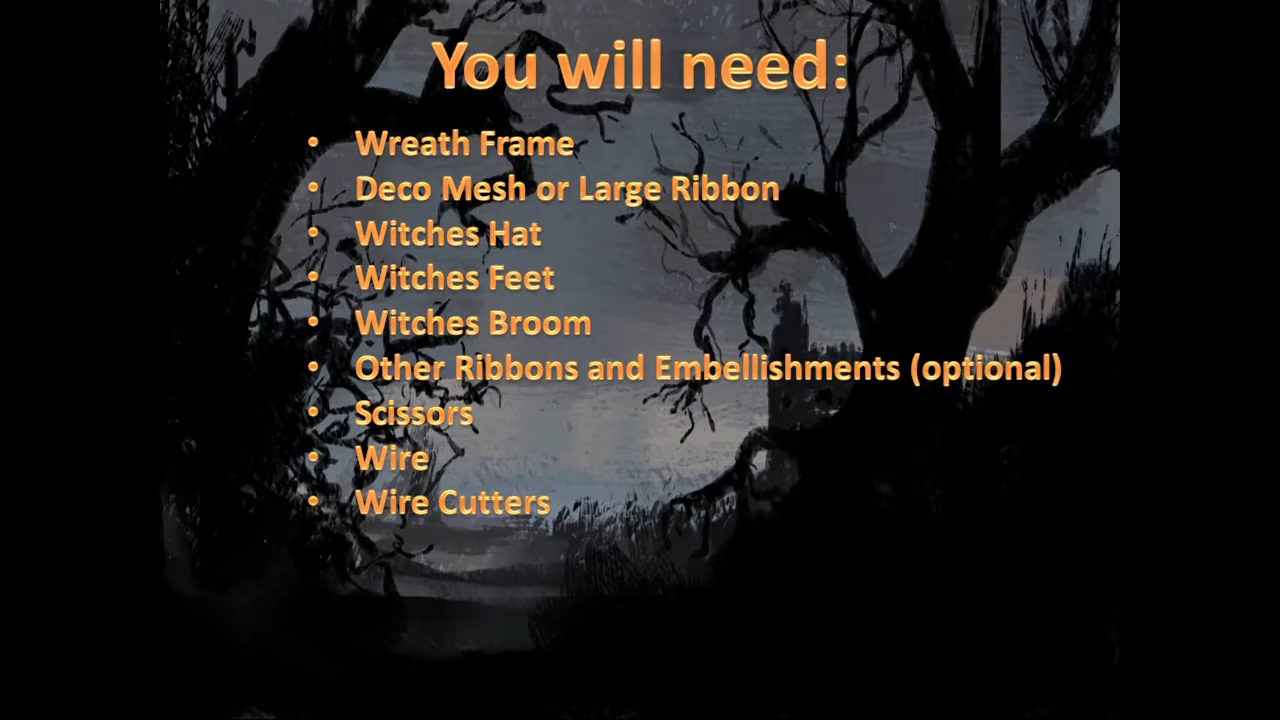 You will need:
• Wreath Frame
• Deco Mesh or Large Ribbon
• Witches Hat
• Witches Feet
• Witches Broom
• Other Ribbons and Embellishments (optional)
• Scissors
• Wire
• Wire Cutters